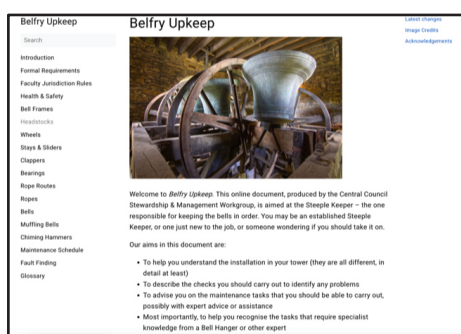 Belfry Upkeep
Search
Introduction
Formal Requirements
Faculty Jurisdiction Rules
Health & Safety
Bell Frames
Headstocks
Wheels
Stays & Sliders
Clappers
Bearings
Rope Routes
Ropes
Bells
Muffling Bells
Chiming Hammers
Maintenance Schedule
Fault Finding
Glossary
Belfry Upkeep
Welcome to Belfry Upkeep. This online document, produced by the Central Council
Stewardship & Management Workgroup, is aimed at the Steeple Keeper – the one
responsible for keeping the bells in order. You may be an established Steeple
Keeper, or one just new to the job, or someone wondering if you should take it on.
Our aims in this document are:
• To help you understand the installation in your tower (they are all different, in
detail at least)
• To describe the checks you should carry out to identify any problems
• To advise you on the maintenance tasks that you should be able to carry out,
possibly with expert advice or assistance
• Most importantly, to help you recognise the tasks that require specialist
knowledge from a Bell Hanger or other expert
Latest changes
Image Credits
Acknowledgements